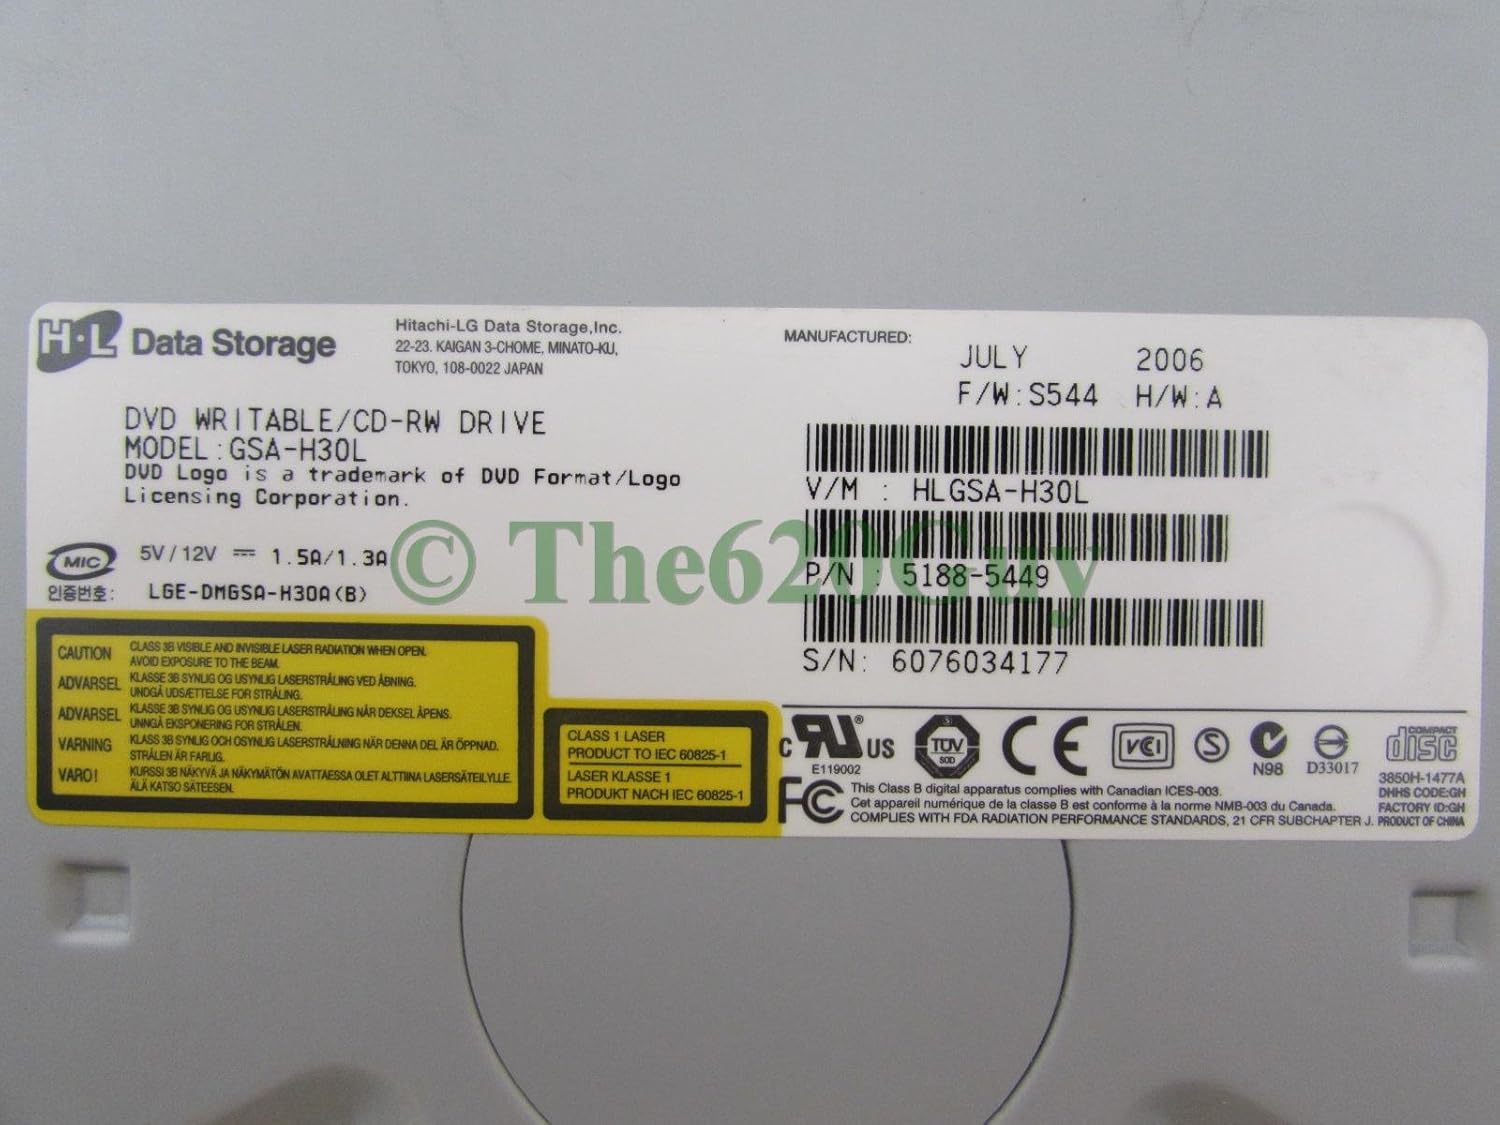 H·L Data Storage
Hitachi-LG Data Storage,Inc.
22-23. KAIGAN 3-CHOME, MINATO-KU,
TOKYO, 108-0022 JAPAN
MANUFACTURED:
JULY 2006
F/W:S544 H/W:A
DVD WRITABLE/CD-RW DRIVE
MODEL:GSA-H30L
DVD Logo is a trademark of DVD Format/Logo
Licensing Corporation.
V/M : HLGSA-H30L
MIC 5V/12V ⎓ 1.5A/1.3A
인증번호: LGE-DMGSA-H30A(B)
© The620Guy
P/N : 5188-5449
S/N: 6076034177
CAUTION CLASS 3B VISIBLE AND INVISIBLE LASER RADIATION WHEN OPEN.
AVOID EXPOSURE TO THE BEAM.
ADVARSEL KLASSE 3B SYNLIG OG USYNLIG LASERSTRÅLING VED ÅBNING.
UNDGÅ UDSÆTTELSE FOR STRÅLING.
ADVARSEL KLASSE 3B SYNLIG OG USYNLIG LASERSTRÅLING NÅR DEKSEL ÅPENS.
UNNGÅ EKSPONERING FOR STRÅLEN.
VARNING KLASS 3B SYNLIG OCH OSYNLIG LASERSTRÅLNING NÄR DENNA DEL ÄR ÖPPNAD.
STRÅLEN ÄR FARLIG.
VARO! KURSSI 3B NÄKYVÄ JA NÄKYMÄTÖN AVATTAESSA OLET ALTTIINA LASERSÄTEILYLLE.
ÄLÄ KATSO SÄTEESEEN.
CLASS 1 LASER
PRODUCT TO IEC 60825-1
LASER KLASSE 1
PRODUKT NACH IEC 60825-1
c RU ® US
E119002
TÜV
SÜD
CE
VCI
S
N98
D33017
COMPACT
disc
FC This Class B digital apparatus complies with Canadian ICES-003.
Cet appareil numérique de la classe B est conforme à la norme NMB-003 du Canada.
COMPLIES WITH FDA RADIATION PERFORMANCE STANDARDS, 21 CFR SUBCHAPTER J.
3850H-1477A
DHHS CODE:GH
FACTORY ID:GH
PRODUCT OF CHINA